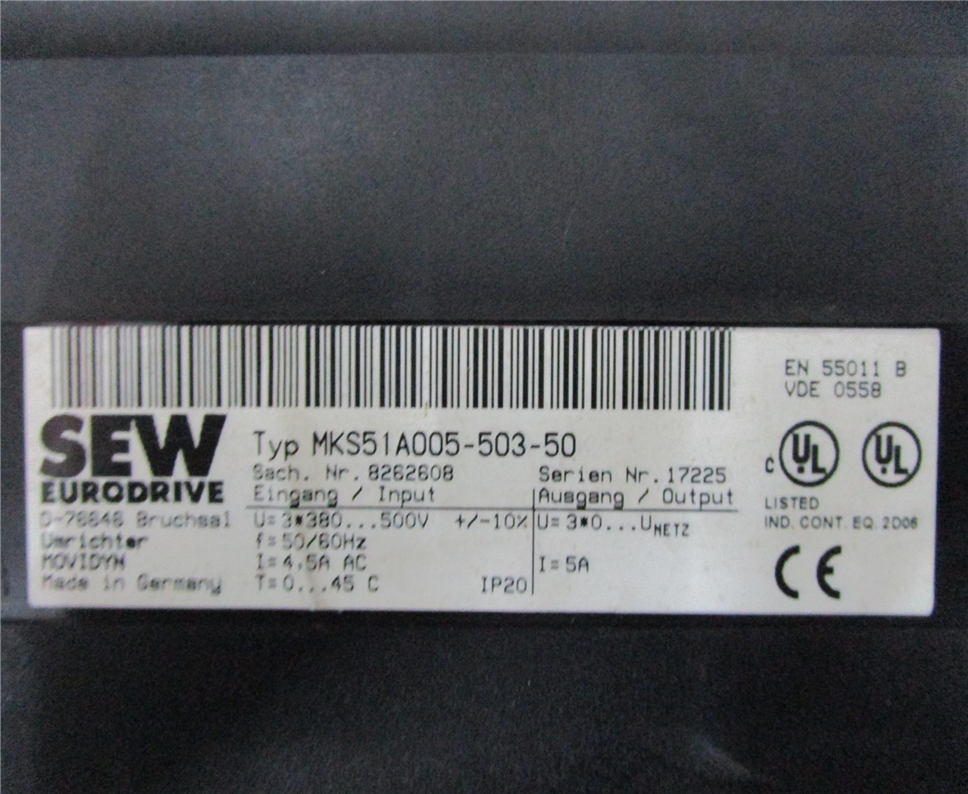 EN 55011 B
VDE 0558
SEW
EURODRIVE
Typ MKS51A005-503-50
Sach. Nr. 8262608
Serien Nr. 17225
Eingang / Input
Ausgang / Output
D-76646 Bruchsal
Umrichter
MOVIDYN
Made in Germany
U= 3*380...500V +/-10%
f= 50/60Hz
I= 4,5A AC
T= 0...45 C IP20
U= 3*0...UNETZ
I= 5A
c UL UL
LISTED
IND. CONT. EQ. 2D06
CE